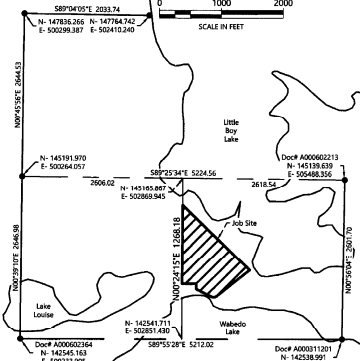 0 1000 2000
SCALE IN FEET
S89°04'05"E 2033.74
N- 147836.266
E- 500299.387
N- 147764.742
E- 502410.240
N00°45'56"E 2644.53
Little
Boy
Lake
Doc# A000602213
N- 145139.639
E- 505488.356
N- 145191.970
E- 500264.057
S89°25'34"E 5224.56
2606.02
2618.54
N- 145165.867
E- 502869.945
Job Site
N00°39'10"E 2646.98
N00°24'15"E 1268.18
N00°56'04"E 2601.70
Lake
Louise
Wabedo
Lake
N- 142541.711
E- 502851.430
S89°55'28"E 5212.02
Doc# A000602364
N- 142545.163
Doc# A000311201
N- 142538.991